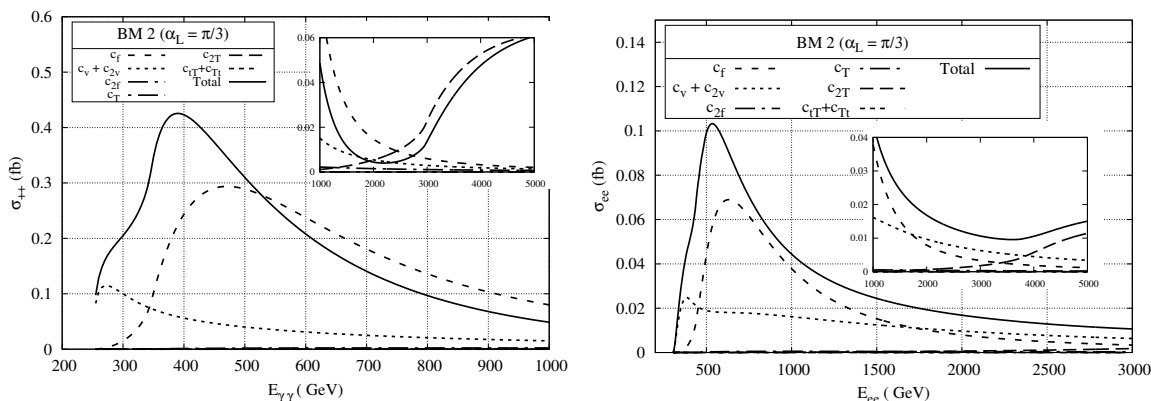 BM 2 (α_L = π/3)
c_f
c_v + c_2v
c_2f
c_T
c_2T
c_tT+c_Tt
Total
σ_++ (fb)
0.6
0.5
0.4
0.3
0.2
0.1
0
200 300 400 500 600 700 800 900 1000
E_γγ ( GeV)
0.06
0.04
0.02
0
1000 2000 3000 4000 5000
BM 2 (α_L = π/3)
c_f
c_v + c_2v
c_2f
c_T
c_2T
c_tT+c_Tt
Total
σ_ee (fb)
0.14
0.12
0.1
0.08
0.06
0.04
0.02
0
500 1000 1500 2000 2500 3000
E_ee ( GeV)
0.04
0.03
0.02
0.01
0
1000 2000 3000 4000 5000